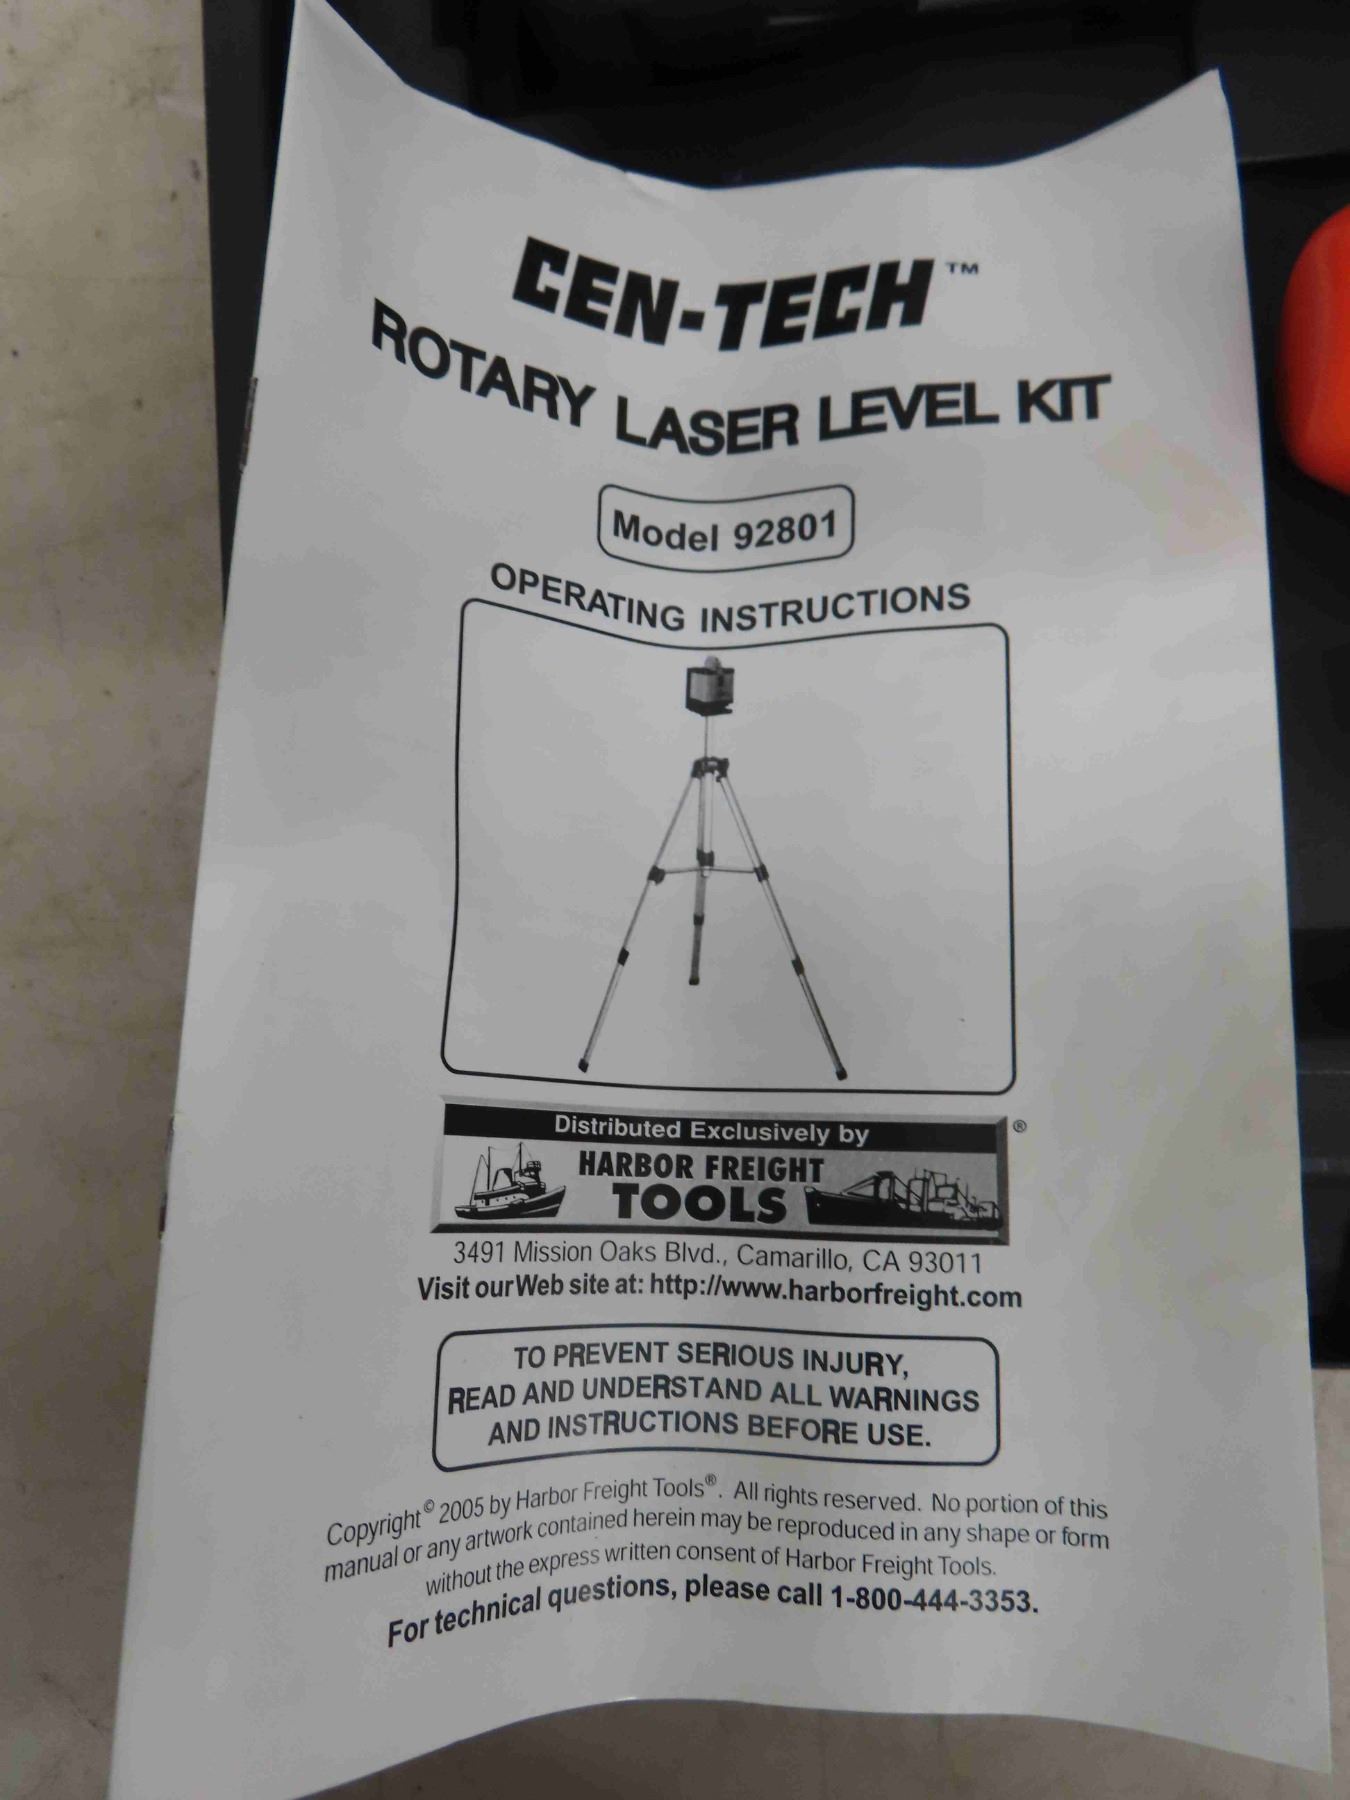 CEN-TECH™
ROTARY LASER LEVEL KIT
Model 92801
OPERATING INSTRUCTIONS
Distributed Exclusively by
HARBOR FREIGHT
TOOLS
®
3491 Mission Oaks Blvd., Camarillo, CA 93011
Visit our Web site at: http://www.harborfreight.com
TO PREVENT SERIOUS INJURY,
READ AND UNDERSTAND ALL WARNINGS
AND INSTRUCTIONS BEFORE USE.
Copyright© 2005 by Harbor Freight Tools®. All rights reserved. No portion of this
manual or any artwork contained herein may be reproduced in any shape or form
without the express written consent of Harbor Freight Tools.
For technical questions, please call 1-800-444-3353.